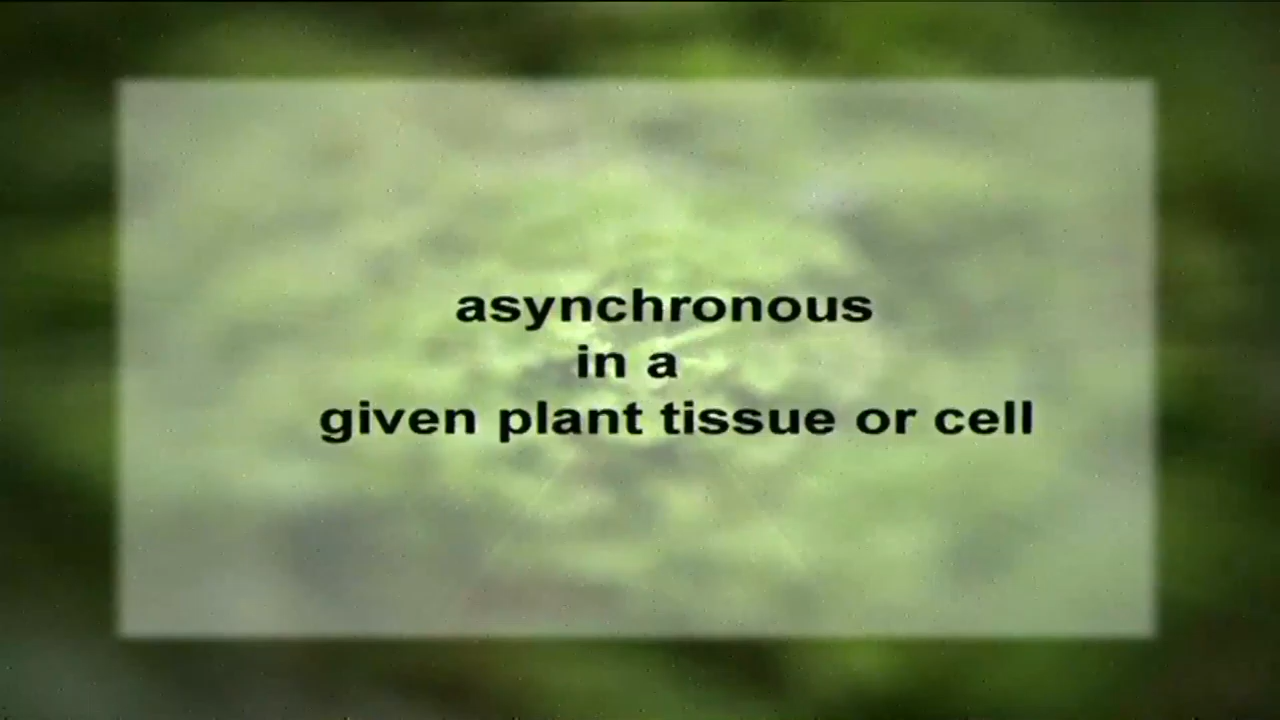 asynchronous
in a
given plant tissue or cell